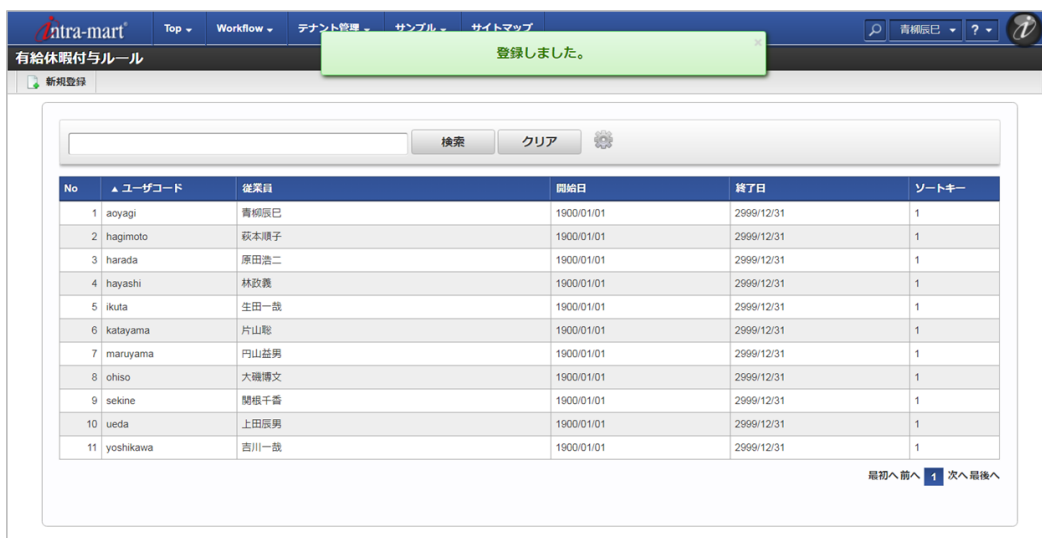 intra-mart Top Workflow テナント管理 サンプル サイトマップ 青柳辰巳 ?
有給休暇付与ルール
登録しました。 ×
新規登録
検索 クリア
No ▲ ユーザコード 従業員 開始日 終了日 ソートキー
1 aoyagi 青柳辰巳 1900/01/01 2999/12/31 1
2 hagimoto 萩本順子 1900/01/01 2999/12/31 1
3 harada 原田浩二 1900/01/01 2999/12/31 1
4 hayashi 林政義 1900/01/01 2999/12/31 1
5 ikuta 生田一哉 1900/01/01 2999/12/31 1
6 katayama 片山聡 1900/01/01 2999/12/31 1
7 maruyama 円山益男 1900/01/01 2999/12/31 1
8 ohiso 大磯博文 1900/01/01 2999/12/31 1
9 sekine 関根千香 1900/01/01 2999/12/31 1
10 ueda 上田辰男 1900/01/01 2999/12/31 1
11 yoshikawa 吉川一哉 1900/01/01 2999/12/31 1
最初へ 前へ 1 次へ 最後へ